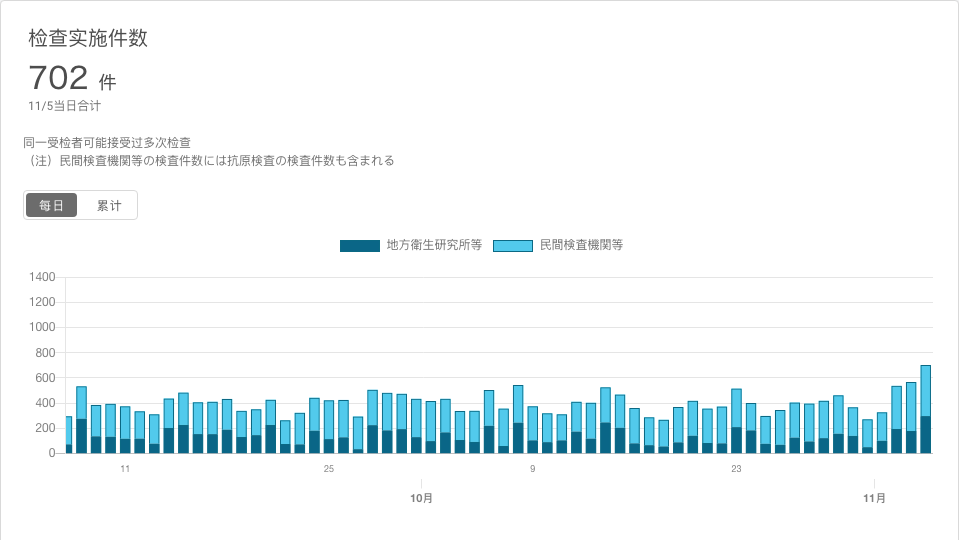 检查实施件数
702 件
11/5当日合计
同一受检者可能接受过多次检查
（注）民間検査機関等の検査件数には抗原検査の検査件数も含まれる
每日 累计
地方衛生研究所等 民間検査機関等
1400
1200
1000
800
600
400
200
0
11 25 9 23
10月 11月